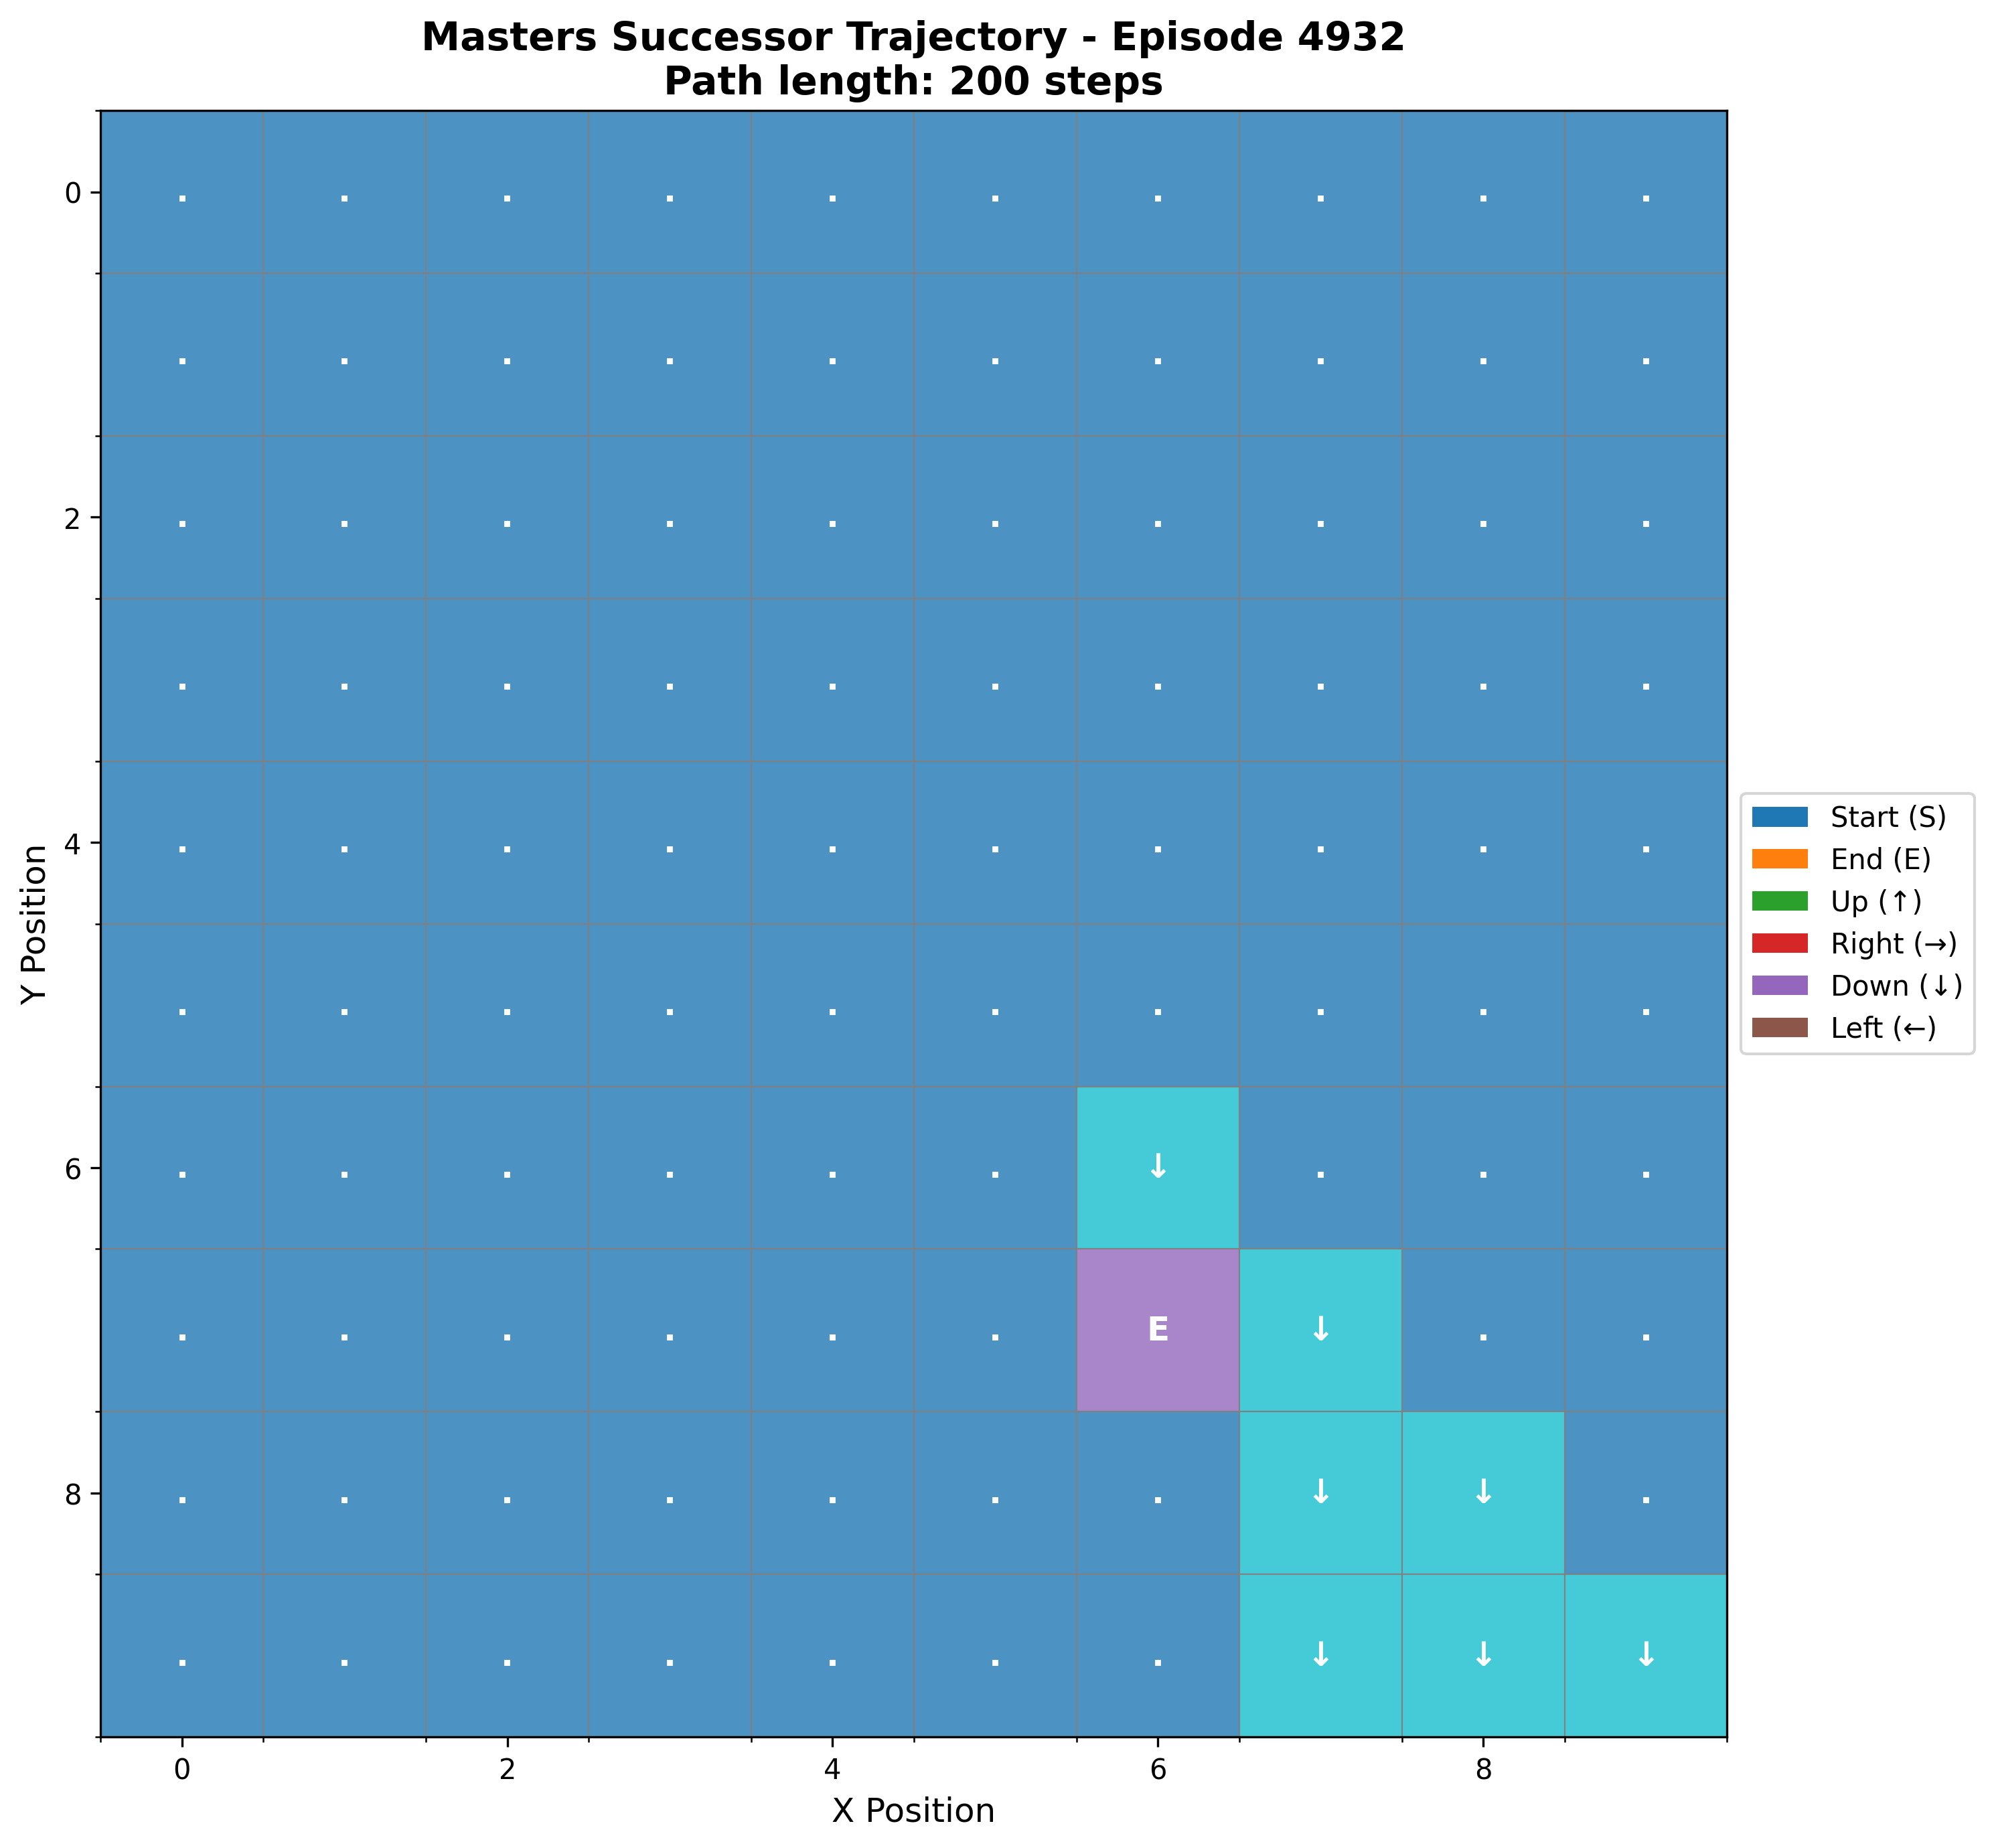 Masters Successor Trajectory - Episode 4932
Path length: 200 steps
Y Position
0
2
4
6
8
. . . . . . . . . .
. . . . . . . . . .
. . . . . . . . . .
. . . . . . . . . .
. . . . . . . . . .
. . . . . . . . . .
. . . . . . ↓ . . .
. . . . . . E ↓ . .
. . . . . . . ↓ ↓ .
. . . . . . . ↓ ↓ ↓
0 2 4 6 8
X Position
Start (S)
End (E)
Up (↑)
Right (→)
Down (↓)
Left (←)